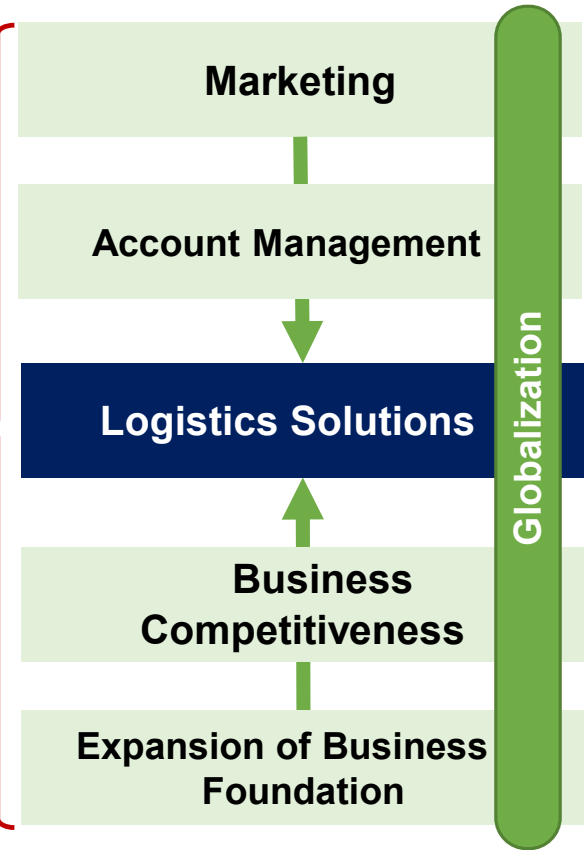 Marketing
Account Management
Logistics Solutions
Business
Competitiveness
Expansion of Business
Foundation
Globalization